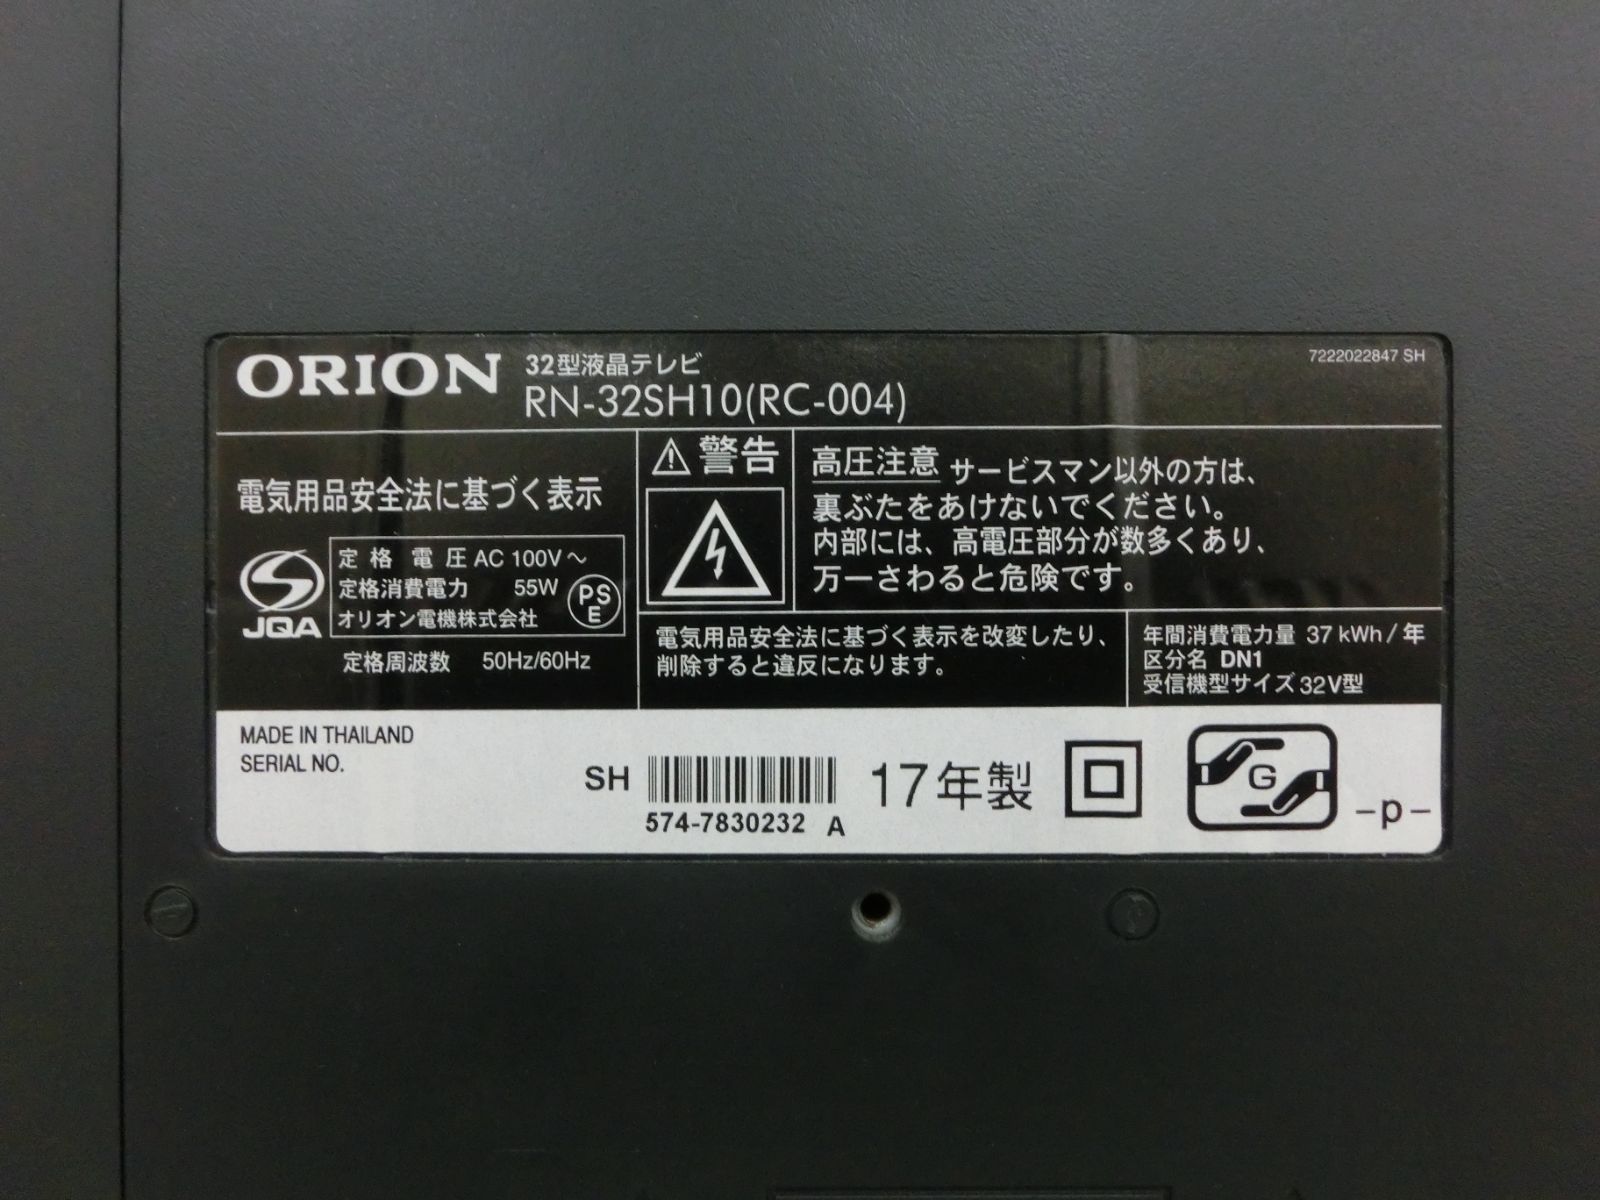 ORION
32型液晶テレビ
RN-32SH10(RC-004)
7222022847 SH
電気用品安全法に基づく表示
JQA
定格電圧 AC 100V～
定格消費電力 55W
オリオン電機株式会社
PS
E
定格周波数 50Hz/60Hz
警告
高圧注意 サービスマン以外の方は、
裏ぶたをあけないでください。
内部には、高電圧部分が数多くあり、
万一さわると危険です。
電気用品安全法に基づく表示を改変したり、
削除すると違反になります。
年間消費電力量 37 kWh/年
区分名 DN1
受信機型サイズ 32V型
MADE IN THAILAND
SERIAL NO.
SH
574-7830232 A
17年製
G
-p-